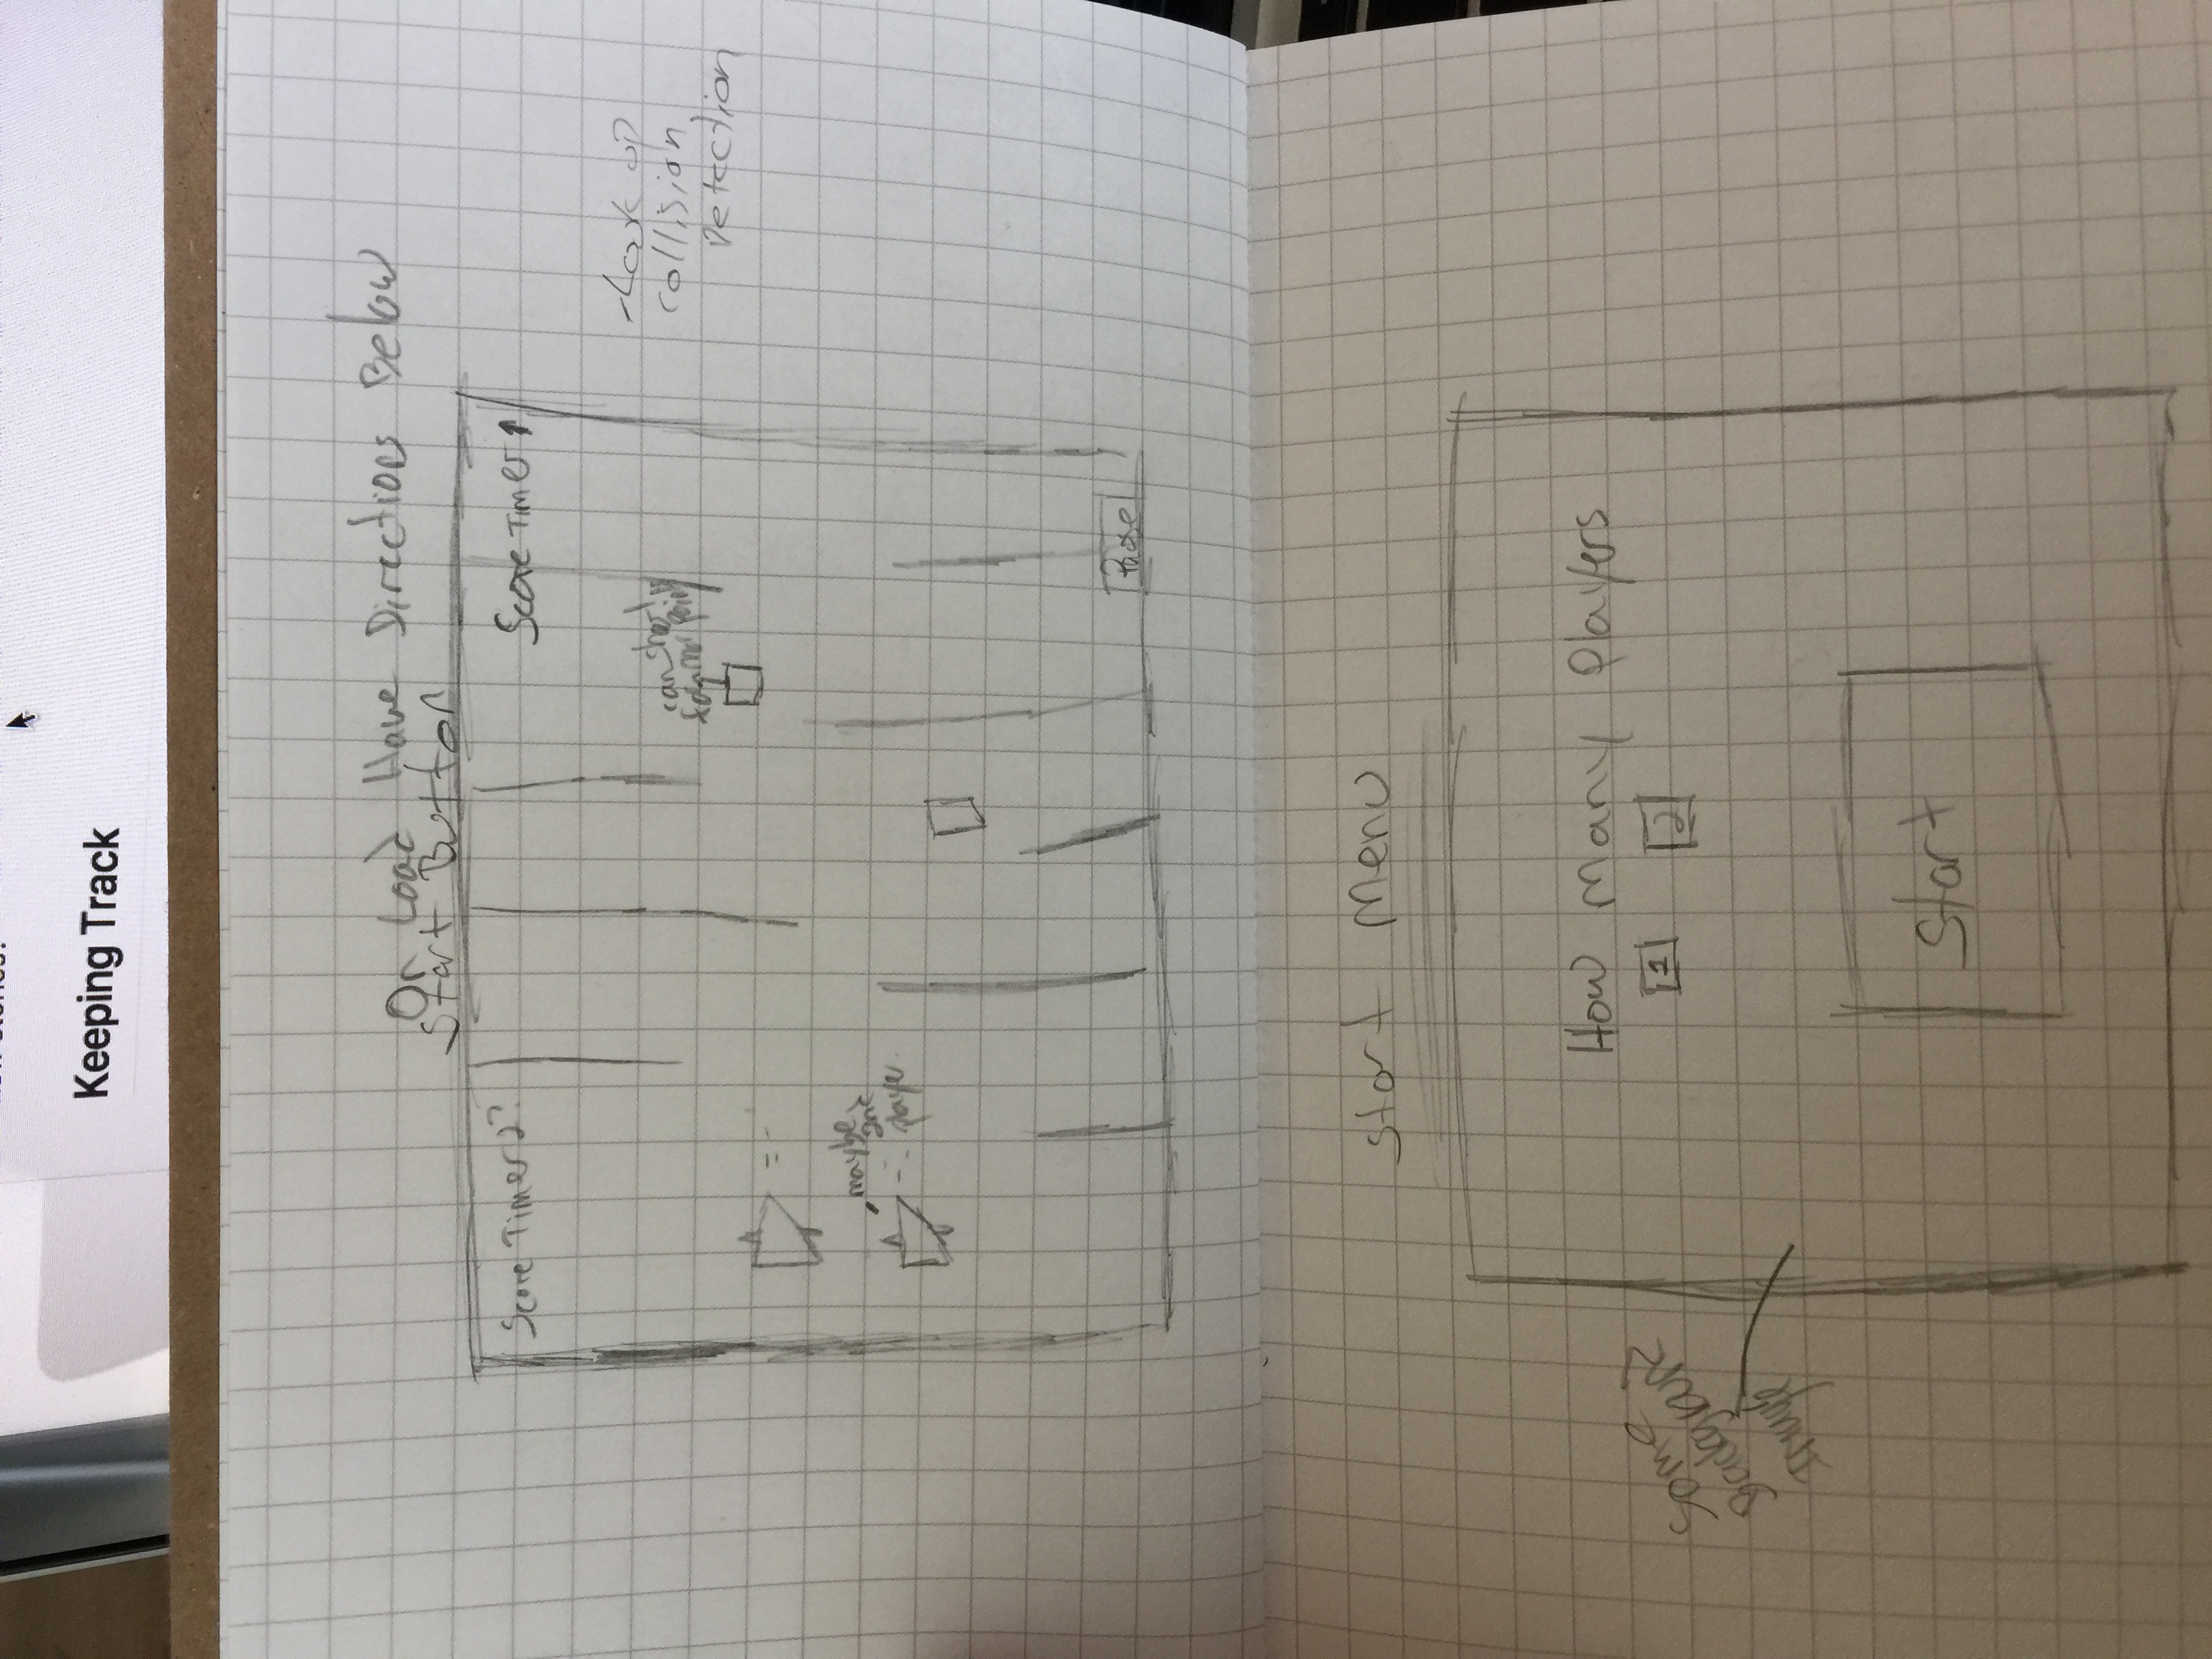 Keeping Track
On Load Have Directions Below
Start Button
Score Timer 2?
Score Timer 1
can shoot
for more points
-Look up
collision
Detection
maybe
2nd
player
Pause
Start Menu
How Many Players
1 2
Some
Background
Image
Start